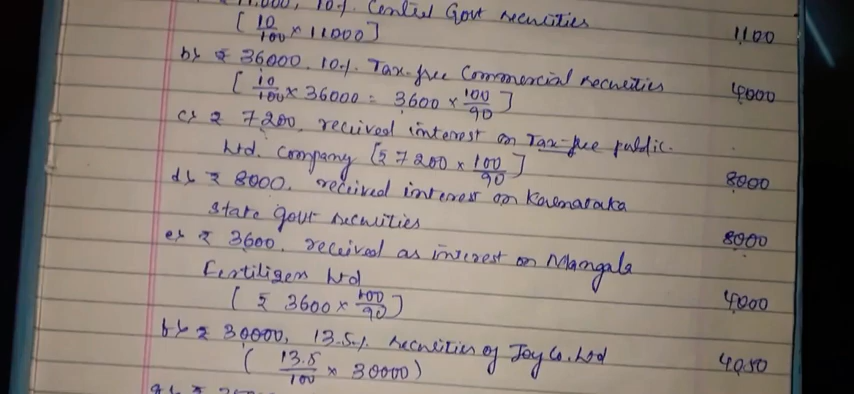 11000, 10%. Central Govt securities
[10/100 × 11000] 1100
b) ₹ 36000. 10%. Tax-free Commercial securities
[10/100 × 36000 = 3600 × 100/90] 4000
c) ₹ 7200, received interest on Tax-free public.
Ltd. Company [₹ 7200 × 100/90] 8000
d) ₹ 8000. received interest on Karnataka
State Govt securities 8000
e) ₹ 3600. received as interest on Mangala
Fertilizer Ltd
(₹ 3600 × 100/90) 4000
f) ₹ 30000, 13.5%. securities of Joy Co. Ltd
(13.5/100 × 30000) 4050